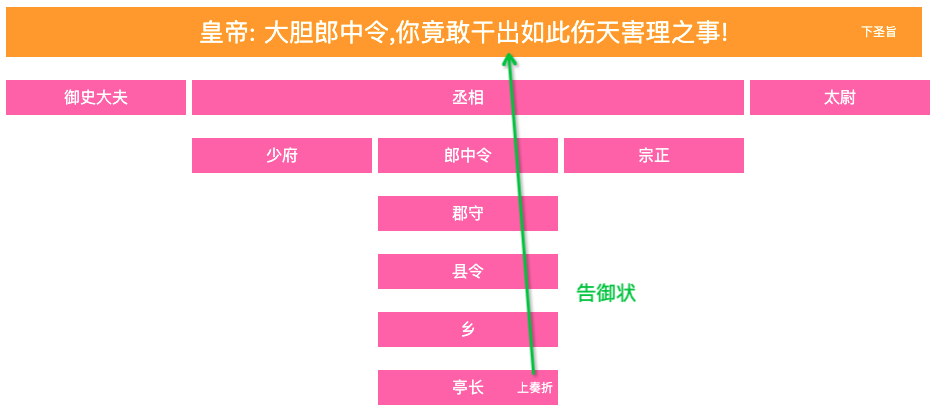 皇帝: 大胆郎中令,你竟敢干出如此伤天害理之事!
下圣旨
御史大夫
丞相
太尉
少府
郎中令
宗正
郡守
县令
告御状
乡
亭长
上奏折